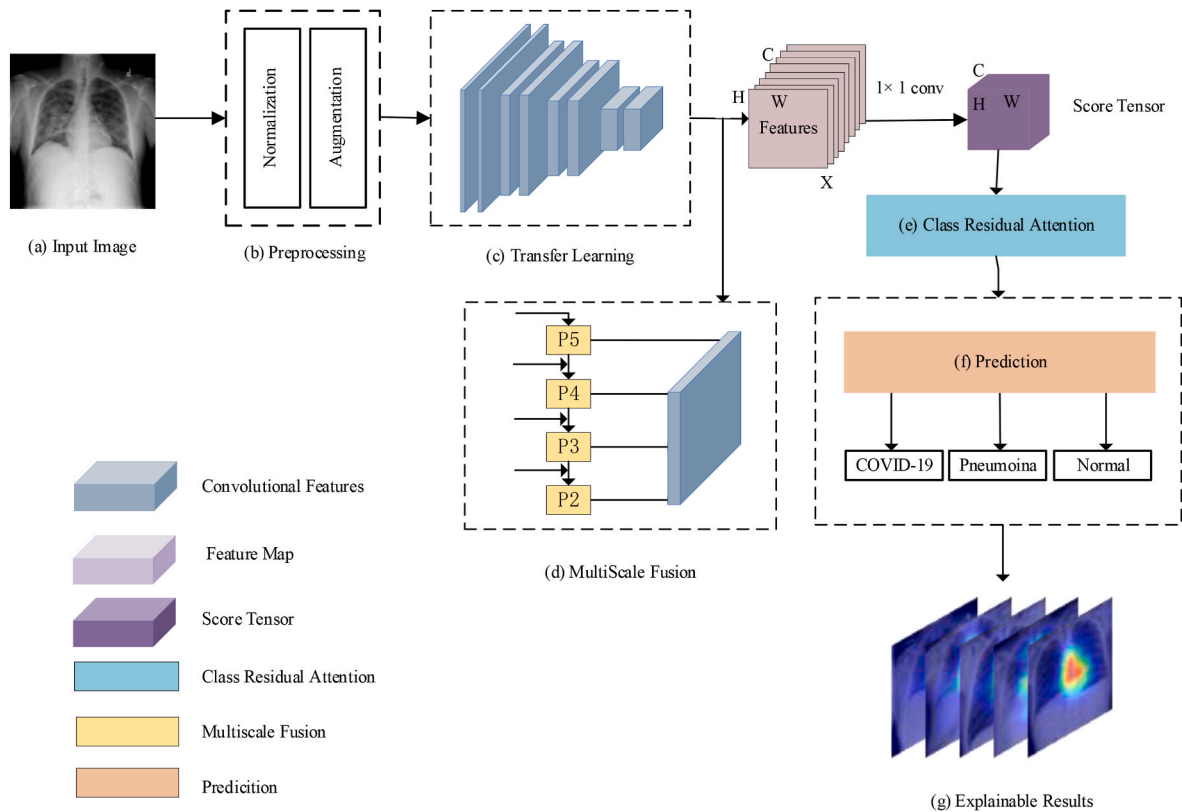 Normalization
Augmentation
C
H
W
Features
X
1× 1 conv
C
H
W
Score Tensor
(a) Input Image
(b) Preprocessing
(c) Transfer Learning
(e) Class Residual Attention
P5
P4
P3
P2
(d) MultiScale Fusion
(f) Prediction
COVID-19
Pneumoina
Normal
Convolutional Features
Feature Map
Score Tensor
Class Residual Attention
Multiscale Fusion
Predicition
(g) Explainable Results